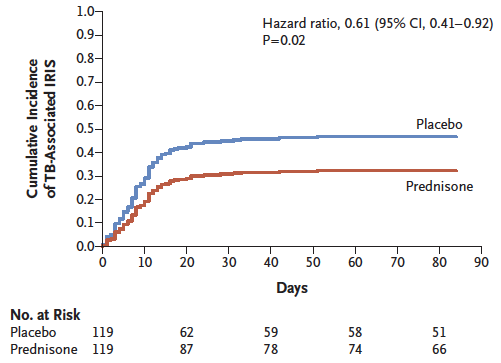 Cumulative Incidence
of TB-Associated IRIS
1.0
0.9
0.8
0.7
0.6
0.5
0.4
0.3
0.2
0.1
0.0
Hazard ratio, 0.61 (95% CI, 0.41–0.92)
P=0.02
Placebo
Prednisone
0 10 20 30 40 50 60 70 80 90
Days
No. at Risk
Placebo 119 62 59 58 51
Prednisone 119 87 78 74 66